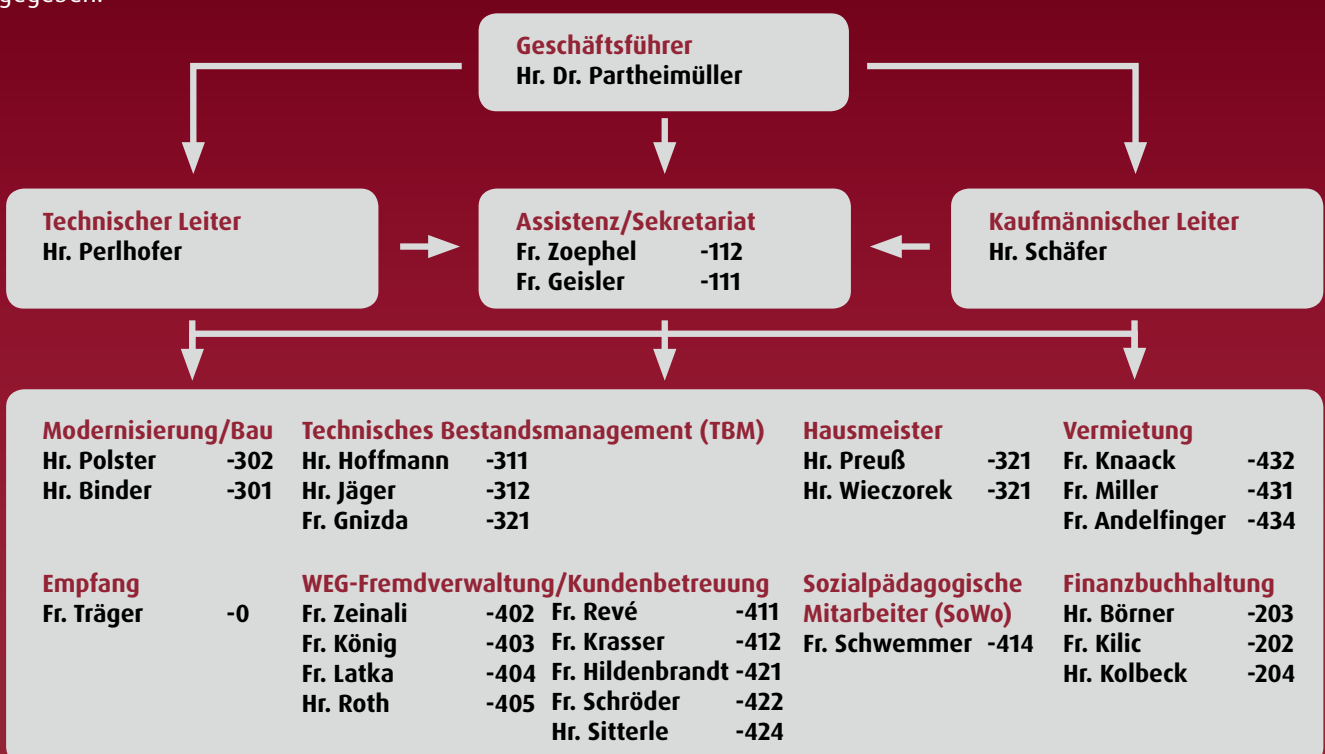 gegeben.
Geschäftsführer
Hr. Dr. Partheimüller
Technischer Leiter
Hr. Perlhofer
Assistenz/Sekretariat
Fr. Zoephel -112
Fr. Geisler -111
Kaufmännischer Leiter
Hr. Schäfer
Modernisierung/Bau
Hr. Polster -302
Hr. Binder -301
Technisches Bestandsmanagement (TBM)
Hr. Hoffmann -311
Hr. Jäger -312
Fr. Gnizda -321
Hausmeister
Hr. Preuß -321
Hr. Wieczorek -321
Vermietung
Fr. Knaack -432
Fr. Miller -431
Fr. Andelfinger -434
Empfang
Fr. Träger -0
WEG-Fremdverwaltung/Kundenbetreuung
Fr. Zeinali -402
Fr. König -403
Fr. Latka -404
Hr. Roth -405
Fr. Revé -411
Fr. Krasser -412
Fr. Hildenbrandt -421
Fr. Schröder -422
Hr. Sitterle -424
Sozialpädagogische
Mitarbeiter (SoWo)
Fr. Schwemmer -414
Finanzbuchhaltung
Hr. Börner -203
Fr. Kilic -202
Hr. Kolbeck -204